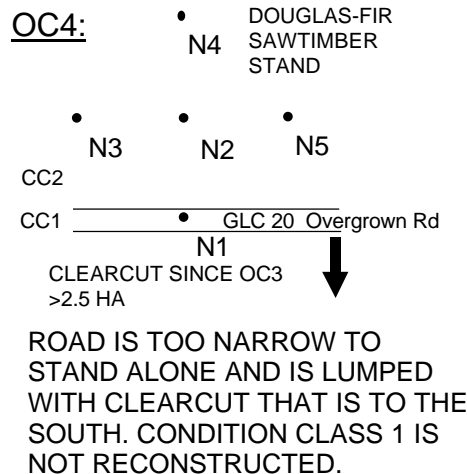 OC4:
DOUGLAS-FIR
SAWTIMBER
STAND
N4
N3 N2 N5
CC2
CC1 GLC 20 Overgrown Rd
N1
CLEARCUT SINCE OC3
>2.5 HA
ROAD IS TOO NARROW TO
STAND ALONE AND IS LUMPED
WITH CLEARCUT THAT IS TO THE
SOUTH. CONDITION CLASS 1 IS
NOT RECONSTRUCTED.